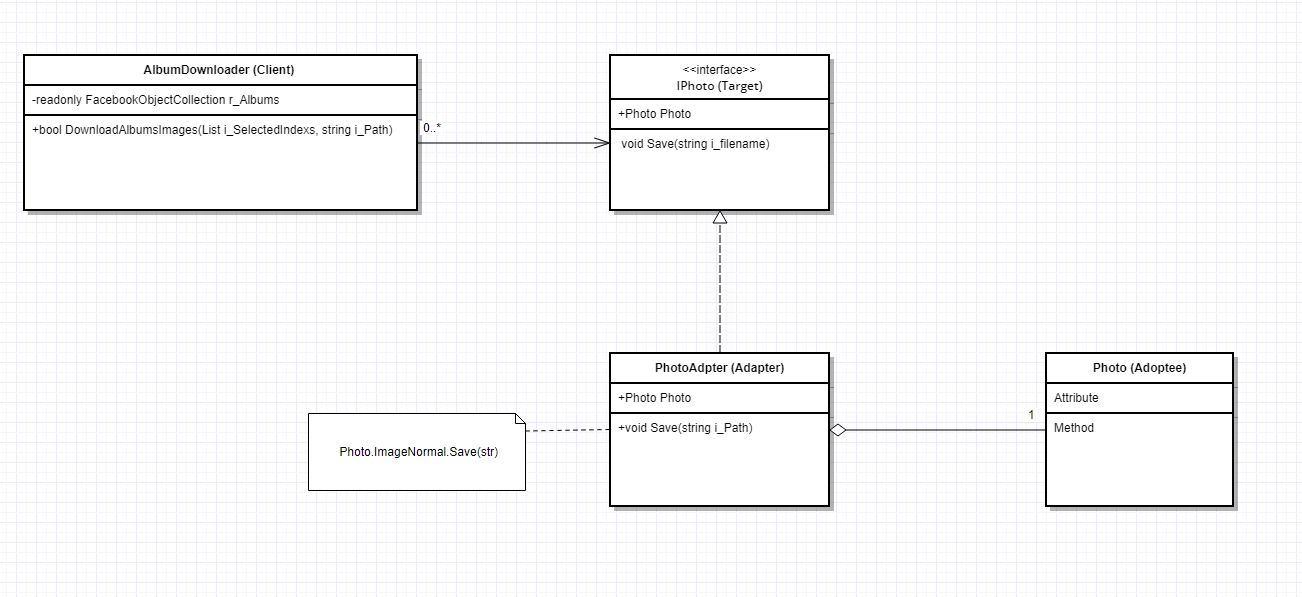 AlbumDownloader (Client)
-readonly FacebookObjectCollection r_Albums
+bool DownloadAlbumsImages(List i_SelectedIndexs, string i_Path)
0..*
<<interface>>
IPhoto (Target)
+Photo Photo
void Save(string i_filename)
PhotoAdpter (Adapter)
+Photo Photo
+void Save(string i_Path)
Photo.ImageNormal.Save(str)
1
Photo (Adoptee)
Attribute
Method